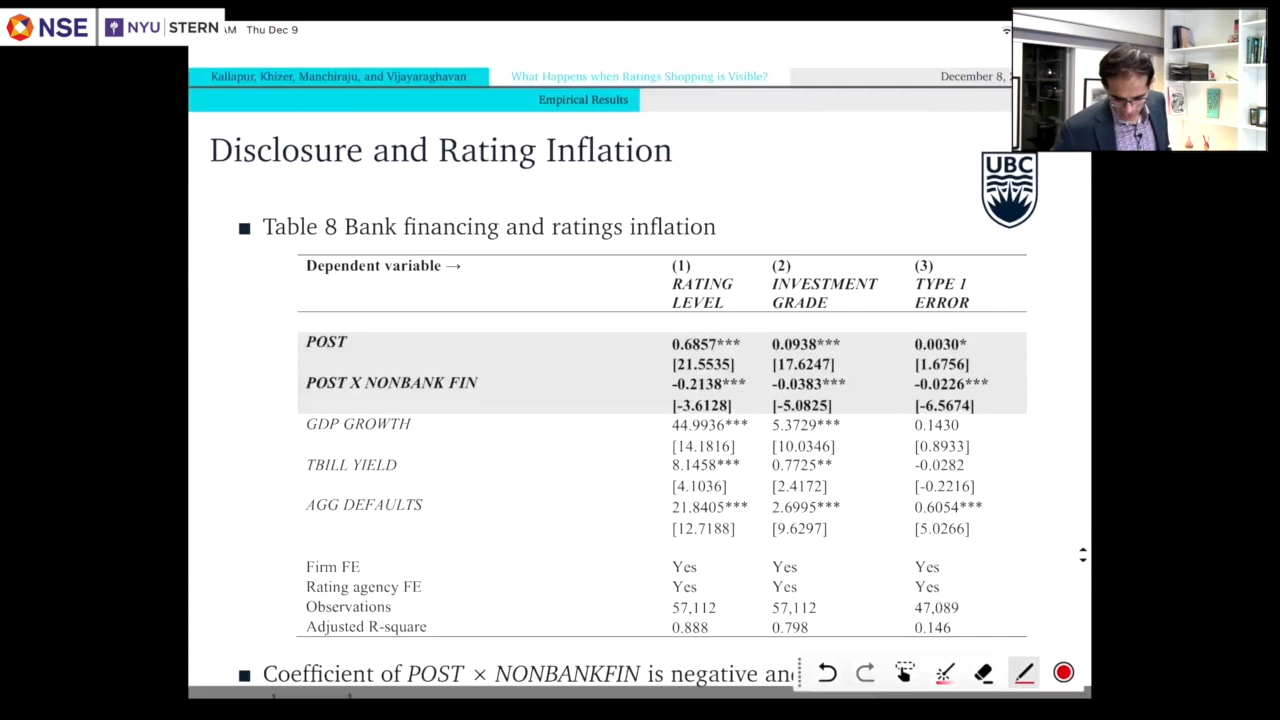 NSE NYU STERN AM Thu Dec 9
Kallapur, Khizer, Manchiraju, and Vijayaraghavan What Happens when Ratings Shopping is Visible? December 8,
Empirical Results
Disclosure and Rating Inflation
UBC
Table 8 Bank financing and ratings inflation
Dependent variable → (1) (2) (3)
RATING INVESTMENT TYPE 1
LEVEL GRADE ERROR
POST 0.6857*** 0.0938*** 0.0030*
[21.5535] [17.6247] [1.6756]
POST X NONBANK FIN -0.2138*** -0.0383*** -0.0226***
[-3.6128] [-5.0825] [-6.5674]
GDP GROWTH 44.9936*** 5.3729*** 0.1430
[14.1816] [10.0346] [0.8933]
TBILL YIELD 8.1458*** 0.7725** -0.0282
[4.1036] [2.4172] [-0.2216]
AGG DEFAULTS 21.8405*** 2.6995*** 0.6054***
[12.7188] [9.6297] [5.0266]
Firm FE Yes Yes Yes
Rating agency FE Yes Yes Yes
Observations 57,112 57,112 47,089
Adjusted R-square 0.888 0.798 0.146
Coefficient of POST × NONBANKFIN is negative and